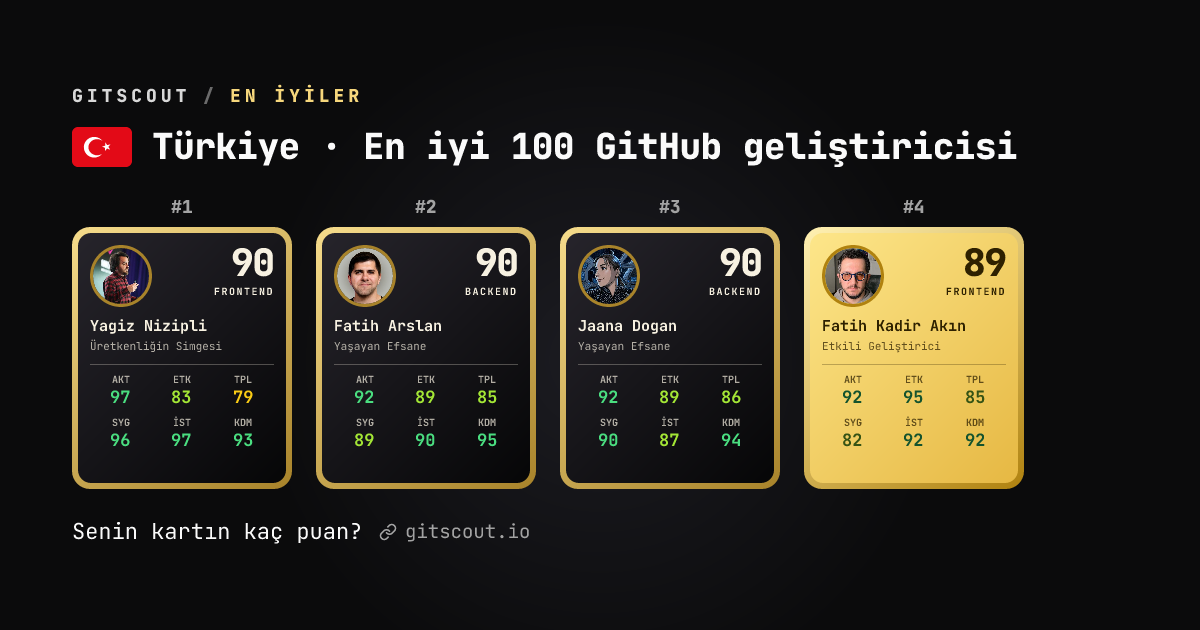 GITSCOUT / EN İYİLER
Türkiye · En iyi 100 GitHub geliştiricisi
#1
90
FRONTEND
Yagiz Nizipli
Üretkenliğin Simgesi
AKT ETK TPL
97 83 79
SYG İST KDM
96 97 93
#2
90
BACKEND
Fatih Arslan
Yaşayan Efsane
AKT ETK TPL
92 89 85
SYG İST KDM
89 90 95
#3
90
BACKEND
Jaana Dogan
Yaşayan Efsane
AKT ETK TPL
92 89 86
SYG İST KDM
90 87 94
#4
89
FRONTEND
Fatih Kadir Akın
Etkili Geliştirici
AKT ETK TPL
92 95 85
SYG İST KDM
82 92 92
Senin kartın kaç puan? gitscout.io